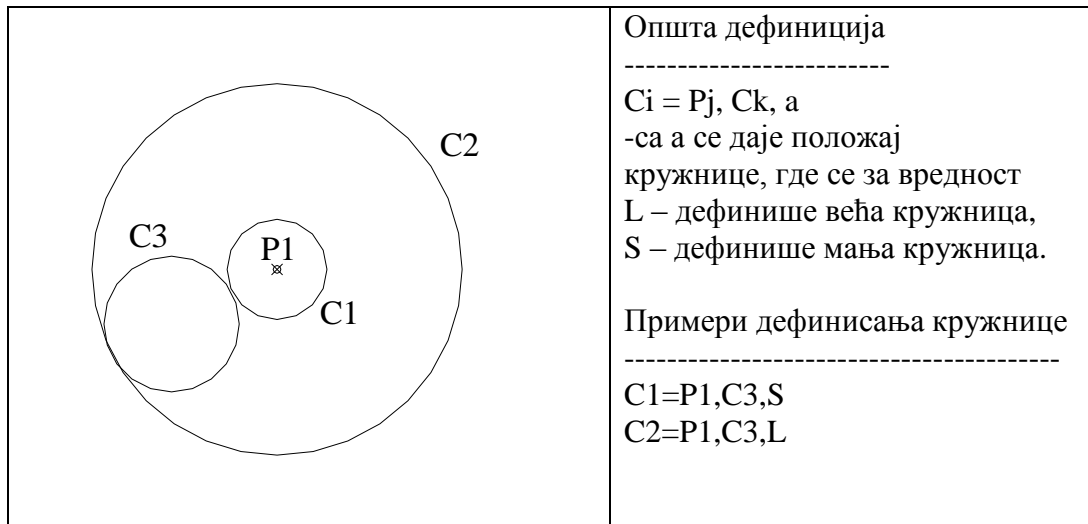 C2
C3
P1
C1
Општа дефиниција
-------------------------
Ci = Pj, Ck, a
-са а се даје положај
кружнице, где се за вредност
L – дефинише већа кружница,
S – дефинише мања кружница.
Примери дефинисања кружнице
-----------------------------------------
C1=P1,C3,S
C2=P1,C3,L